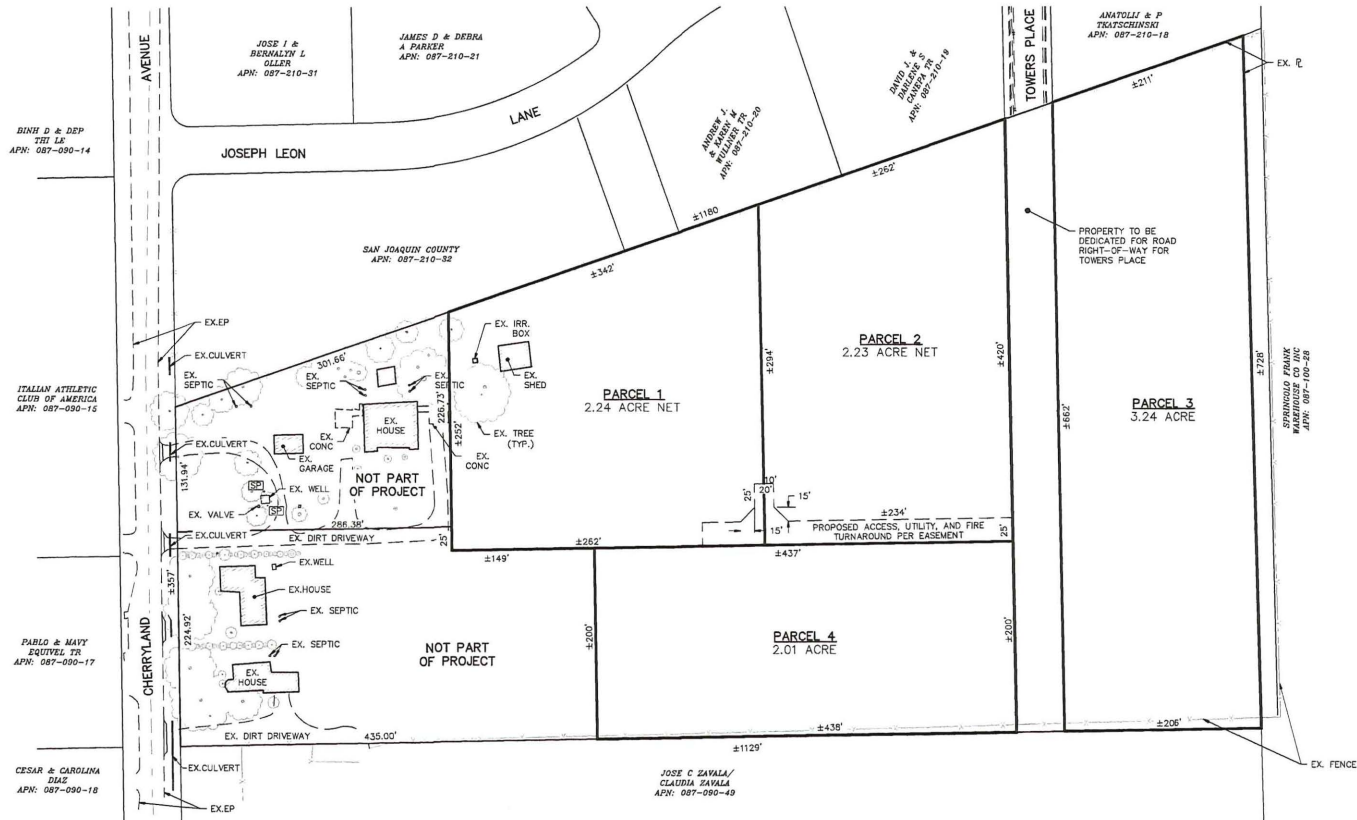 AVENUE
JOSE I &
BERNALYN L
OLLER
APN: 087-210-31
JAMES D & DEBRA
A PARKER
APN: 087-210-21
DAVID J. &
DARLENE S
CANEPA TR
APN: 087-210-19
TOWERS PLACE
ANATOLIJ & P
TKATSCHINSKI
APN: 087-210-18
EX. PL
±211'
BINH D & DEP
THI LE
APN: 087-090-14
JOSEPH LEON
LANE
ANDREW J.
& KAREN M
WULLNER TR
APN: 087-210-20
±262'
±1180
SAN JOAQUIN COUNTY
APN: 087-210-32
±342'
PROPERTY TO BE
DEDICATED FOR ROAD
RIGHT-OF-WAY FOR
TOWERS PLACE
EX.EP
EX.CULVERT
EX.
SEPTIC
301.66'
EX.
SEPTIC
EX.
SEPTIC
EX. IRR.
BOX
EX.
SHED
ITALIAN ATHLETIC
CLUB OF AMERICA
APN: 087-090-15
226.73'
±252'
PARCEL 1
2.24 ACRE NET
±294'
PARCEL 2
2.23 ACRE NET
±420'
±662'
PARCEL 3
3.24 ACRE
±728'
SPRINGOLO FRANK
WAREHOUSE CO INC
APN: 087-100-28
EX. TREE
(TYP.)
EX.
HOUSE
EX.
CONC
EX.
CONC
EX.CULVERT
EX.
GARAGE
131.94'
SP
EX. WELL
EX. VALVE
SP
NOT PART
OF PROJECT
10'
20'
25'
15'
15'
±234'
PROPOSED ACCESS, UTILITY, AND FIRE
TURNAROUND PER EASEMENT
25'
286.38'
EX.CULVERT
EX. DIRT DRIVEWAY
25'
±262'
±437'
±149'
EX.WELL
EX.HOUSE
EX. SEPTIC
±357'
224.92'
EX. SEPTIC
EX.
HOUSE
PABLO & MAVY
EQUIVEL TR
APN: 087-090-17
CHERRYLAND
NOT PART
OF PROJECT
±200'
PARCEL 4
2.01 ACRE
±200'
±438'
±206'
EX. DIRT DRIVEWAY
435.00'
±1129'
EX. FENCE
CESAR & CAROLINA
DIAZ
APN: 087-090-18
EX.CULVERT
EX.EP
JOSE C ZAVALA/
CLAUDIA ZAVALA
APN: 087-090-49